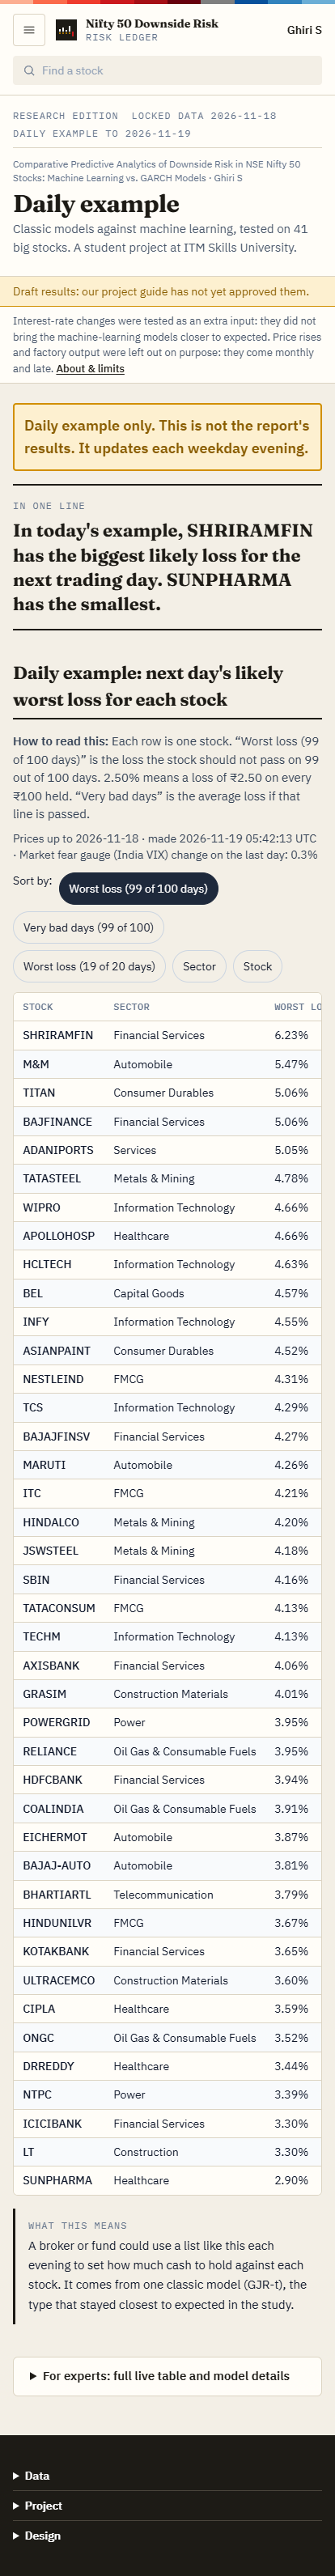 Nifty 50 Downside Risk
RISK LEDGER
Ghiri S
Find a stock
RESEARCH EDITION LOCKED DATA 2026-11-18
DAILY EXAMPLE TO 2026-11-19
Comparative Predictive Analytics of Downside Risk in NSE Nifty 50
Stocks: Machine Learning vs. GARCH Models · Ghiri S
Daily example
Classic models against machine learning, tested on 41
big stocks. A student project at ITM Skills University.
Draft results: our project guide has not yet approved them.
Interest-rate changes were tested as an extra input: they did not
bring the machine-learning models closer to expected. Price rises
and factory output were left out on purpose: they come monthly
and late. About & limits
Daily example only. This is not the report's
results. It updates each weekday evening.
IN ONE LINE
In today's example, SHRIRAMFIN
has the biggest likely loss for the
next trading day. SUNPHARMA
has the smallest.
Daily example: next day's likely
worst loss for each stock
How to read this: Each row is one stock. “Worst loss (99
of 100 days)” is the loss the stock should not pass on 99
out of 100 days. 2.50% means a loss of ₹2.50 on every
₹100 held. “Very bad days” is the average loss if that
line is passed.
Prices up to 2026-11-18 · made 2026-11-19 05:42:13 UTC
· Market fear gauge (India VIX) change on the last day: 0.3%
Sort by: Worst loss (99 of 100 days)
Very bad days (99 of 100)
Worst loss (19 of 20 days) Sector Stock
STOCK SECTOR WORST LO
SHRIRAMFIN Financial Services 6.23%
M&M Automobile 5.47%
TITAN Consumer Durables 5.06%
BAJFINANCE Financial Services 5.06%
ADANIPORTS Services 5.05%
TATASTEEL Metals & Mining 4.78%
WIPRO Information Technology 4.66%
APOLLOHOSP Healthcare 4.66%
HCLTECH Information Technology 4.63%
BEL Capital Goods 4.57%
INFY Information Technology 4.55%
ASIANPAINT Consumer Durables 4.52%
NESTLEIND FMCG 4.31%
TCS Information Technology 4.29%
BAJAJFINSV Financial Services 4.27%
MARUTI Automobile 4.26%
ITC FMCG 4.21%
HINDALCO Metals & Mining 4.20%
JSWSTEEL Metals & Mining 4.18%
SBIN Financial Services 4.16%
TATACONSUM FMCG 4.13%
TECHM Information Technology 4.13%
AXISBANK Financial Services 4.06%
GRASIM Construction Materials 4.01%
POWERGRID Power 3.95%
RELIANCE Oil Gas & Consumable Fuels 3.95%
HDFCBANK Financial Services 3.94%
COALINDIA Oil Gas & Consumable Fuels 3.91%
EICHERMOT Automobile 3.87%
BAJAJ-AUTO Automobile 3.81%
BHARTIARTL Telecommunication 3.79%
HINDUNILVR FMCG 3.67%
KOTAKBANK Financial Services 3.65%
ULTRACEMCO Construction Materials 3.60%
CIPLA Healthcare 3.59%
ONGC Oil Gas & Consumable Fuels 3.52%
DRREDDY Healthcare 3.44%
NTPC Power 3.39%
ICICIBANK Financial Services 3.30%
LT Construction 3.30%
SUNPHARMA Healthcare 2.90%
WHAT THIS MEANS
A broker or fund could use a list like this each
evening to set how much cash to hold against each
stock. It comes from one classic model (GJR-t), the
type that stayed closest to expected in the study.
For experts: full live table and model details
Data
Project
Design